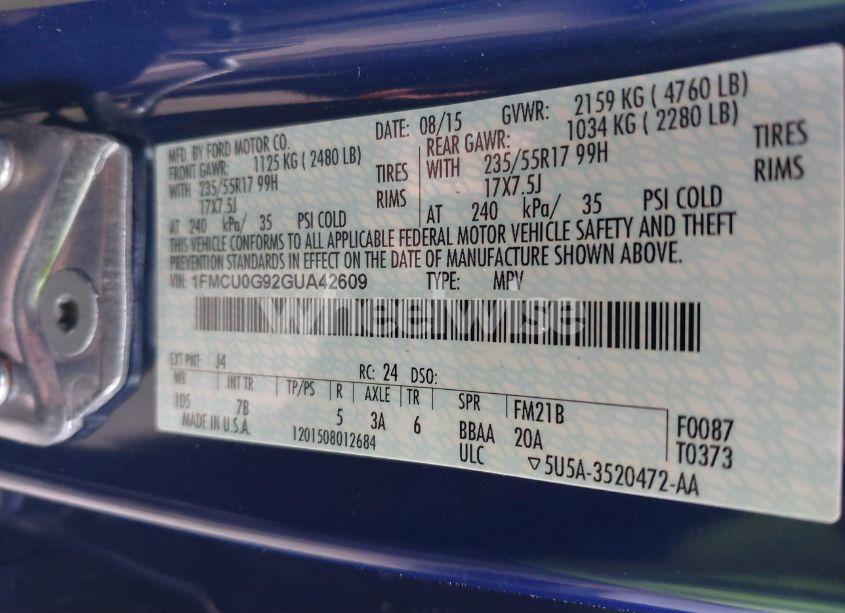 MFD. BY FORD MOTOR CO. DATE: 08/15 GVWR: 2159 KG ( 4760 LB)
FRONT GAWR: 1125 KG ( 2480 LB) REAR GAWR: 1034 KG ( 2280 LB)
WITH 235/55R17 99H TIRES WITH 235/55R17 99H TIRES
17X7.5J RIMS 17X7.5J RIMS
AT 240 kPa/ 35 PSI COLD AT 240 kPa/ 35 PSI COLD
THIS VEHICLE CONFORMS TO ALL APPLICABLE FEDERAL MOTOR VEHICLE SAFETY AND THEFT
PREVENTION STANDARDS IN EFFECT ON THE DATE OF MANUFACTURE SHOWN ABOVE.
VIN: 1FMCU0G92GUA42609 TYPE: MPV
Wheelwise
EXT PNT: J4 RC: 24 DSO:
WB INT TR TP/PS R AXLE TR SPR FM21B F0087
105 7B 5 3A 6 BBAA 20A T0373
MADE IN U.S.A. 1201508012684 ULC ▽5U5A-3520472-AA